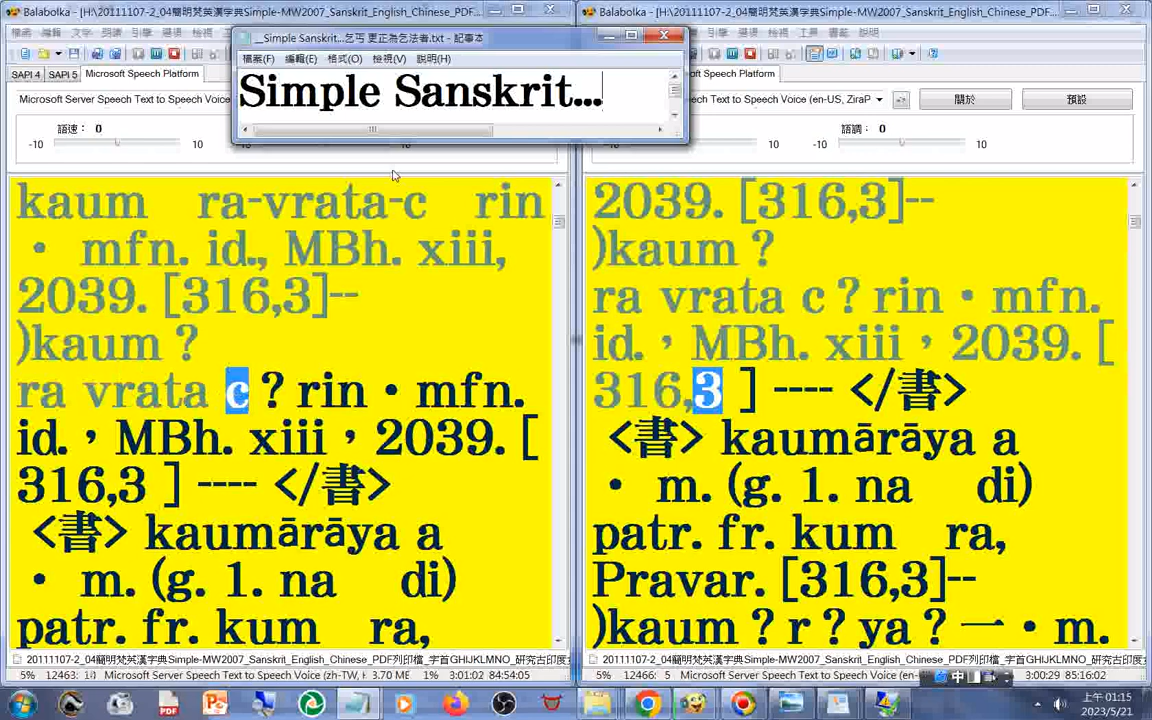 Balabolka - [H:\20111107-2_04簡明梵英漢字典Simple-MW2007_Sanskrit_English_Chinese_PDF...
Balabolka - [H:\20111107-2_04簡明梵英漢字典Simple-MW2007_Sanskrit_English_Chinese_PDF...
__Simple Sanskrit...乞丐 更正為乞法者.txt - 記事本
檔案(F) 編輯(E) 格式(O) 檢視(V) 說明(H)
Simple Sanskrit...
SAPI 4 SAPI 5 Microsoft Speech Platform
Speech Platform
Microsoft Server Speech Text to Speech Voice
ech Text to Speech Voice (en-US, ZiraP
關於
預設
語速： 0
-10 10
語調： 0
-10 10
kaum ra-vrata-c rin
• mfn. id., MBh. xiii,
2039. [316,3]--
)kaum？
ra vrata c？rin・mfn.
id.，MBh. xiii，2039. [
316,3 ] ---- </書>
<書> kaumārāya a
• m. (g. 1. na di)
patr. fr. kum ra,
2039. [316,3]--
)kaum？
ra vrata c？rin・mfn.
id.，MBh. xiii，2039. [
316,3 ] ---- </書>
<書> kaumārāya a
• m. (g. 1. na di)
patr. fr. kum ra,
Pravar. [316,3]--
)kaum？r？ya？一・m.
20111107-2_04簡明梵英漢字典Simple-MW2007_Sanskrit_English_Chinese_PDF列印檔_字首GHIJKLMNO_研究古印度
20111107-2_04簡明梵英漢字典Simple-MW2007_Sanskrit_English_Chinese_PDF列印檔_字首GHIJKLMNO_研究古印度
5% 12463: Microsoft Server Speech Text to Speech Voice (zh-TW, 3.70 ME 1% 3:01:02 84:54:05
5% 12466: Microsoft Server Speech Text to Speech Voice 3:00:29 85:16:02
中
上午 01:15
2023/5/21